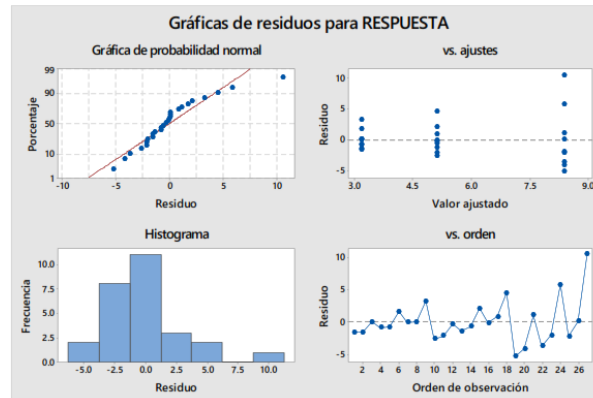 Gráficas de residuos para RESPUESTA
Gráfica de probabilidad normal
99
90
50
10
1
Porcentaje
-10 -5 0 5 10
Residuo
vs. ajustes
10
5
0
-5
Residuo
3.0 4.5 6.0 7.5 9.0
Valor ajustado
Histograma
10.0
7.5
5.0
2.5
0.0
Frecuencia
-5.0 -2.5 0.0 2.5 5.0 7.5 10.0
Residuo
vs. orden
10
5
0
-5
Residuo
2 4 6 8 10 12 14 16 18 20 22 24 26
Orden de observación